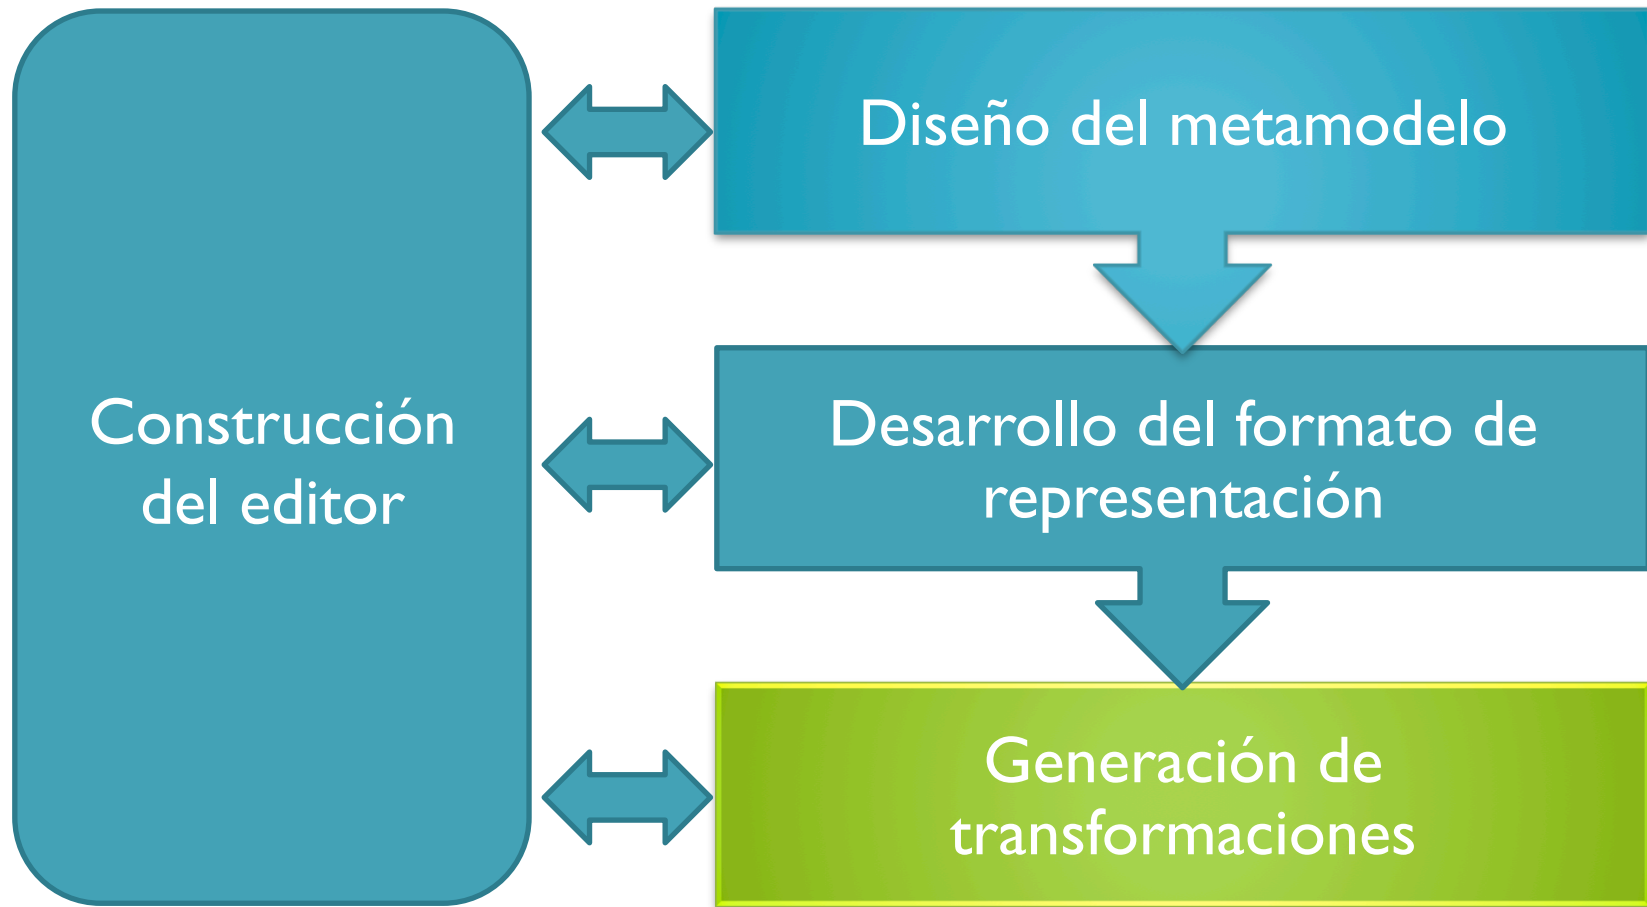 Diseño del metamodelo
Construcción
del editor
Desarrollo del formato de
representación
Generación de
transformaciones